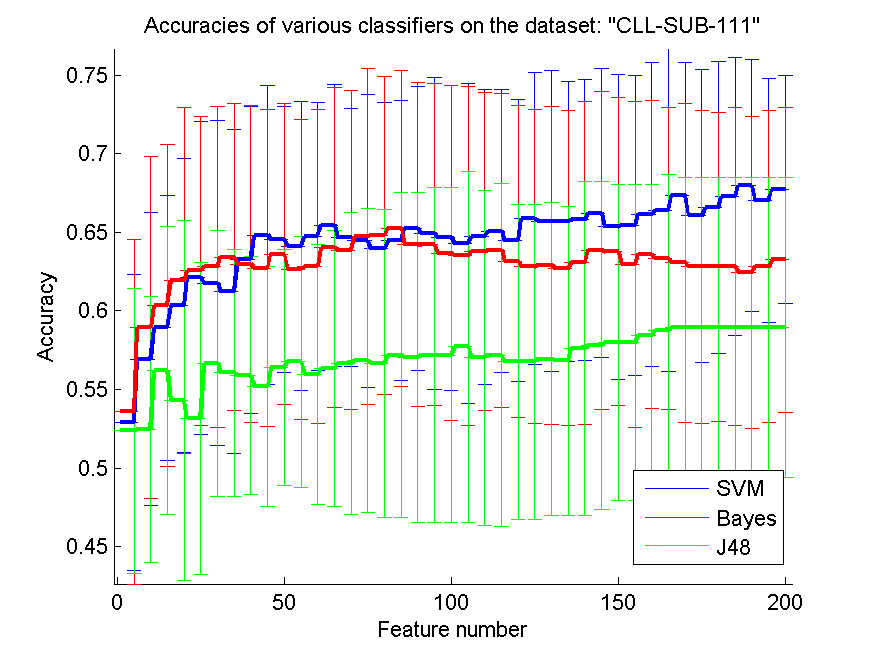 Accuracies of various classifiers on the dataset: "CLL-SUB-111"
0.75
0.7
0.65
0.6
0.55
0.5
0.45
Accuracy
SVM
Bayes
J48
0 50 100 150 200
Feature number